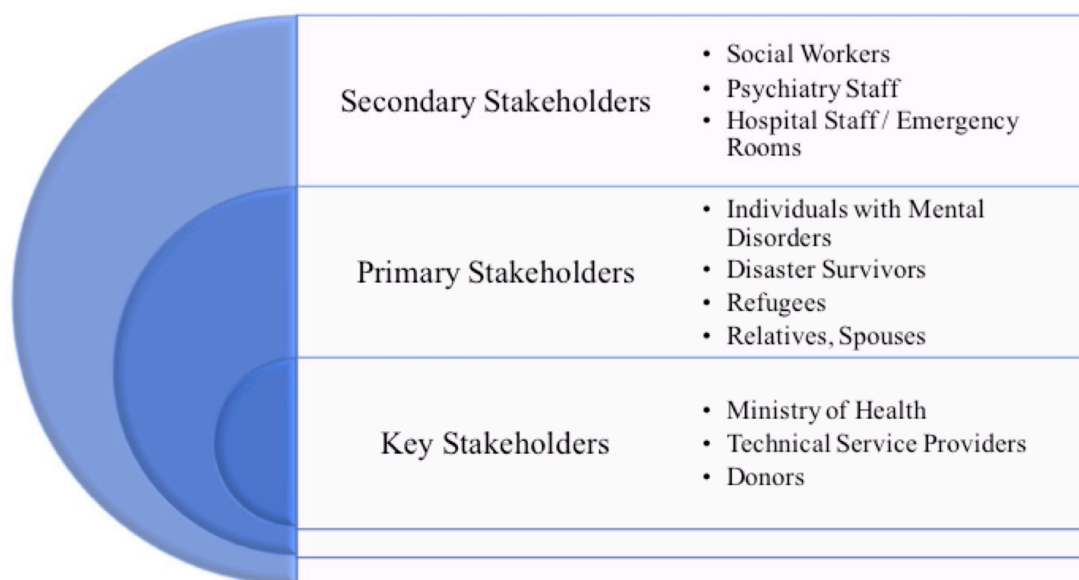 Secondary Stakeholders
• Social Workers
• Psychiatry Staff
• Hospital Staff / Emergency
Rooms
Primary Stakeholders
• Individuals with Mental
Disorders
• Disaster Survivors
• Refugees
• Relatives, Spouses
Key Stakeholders
• Ministry of Health
• Technical Service Providers
• Donors